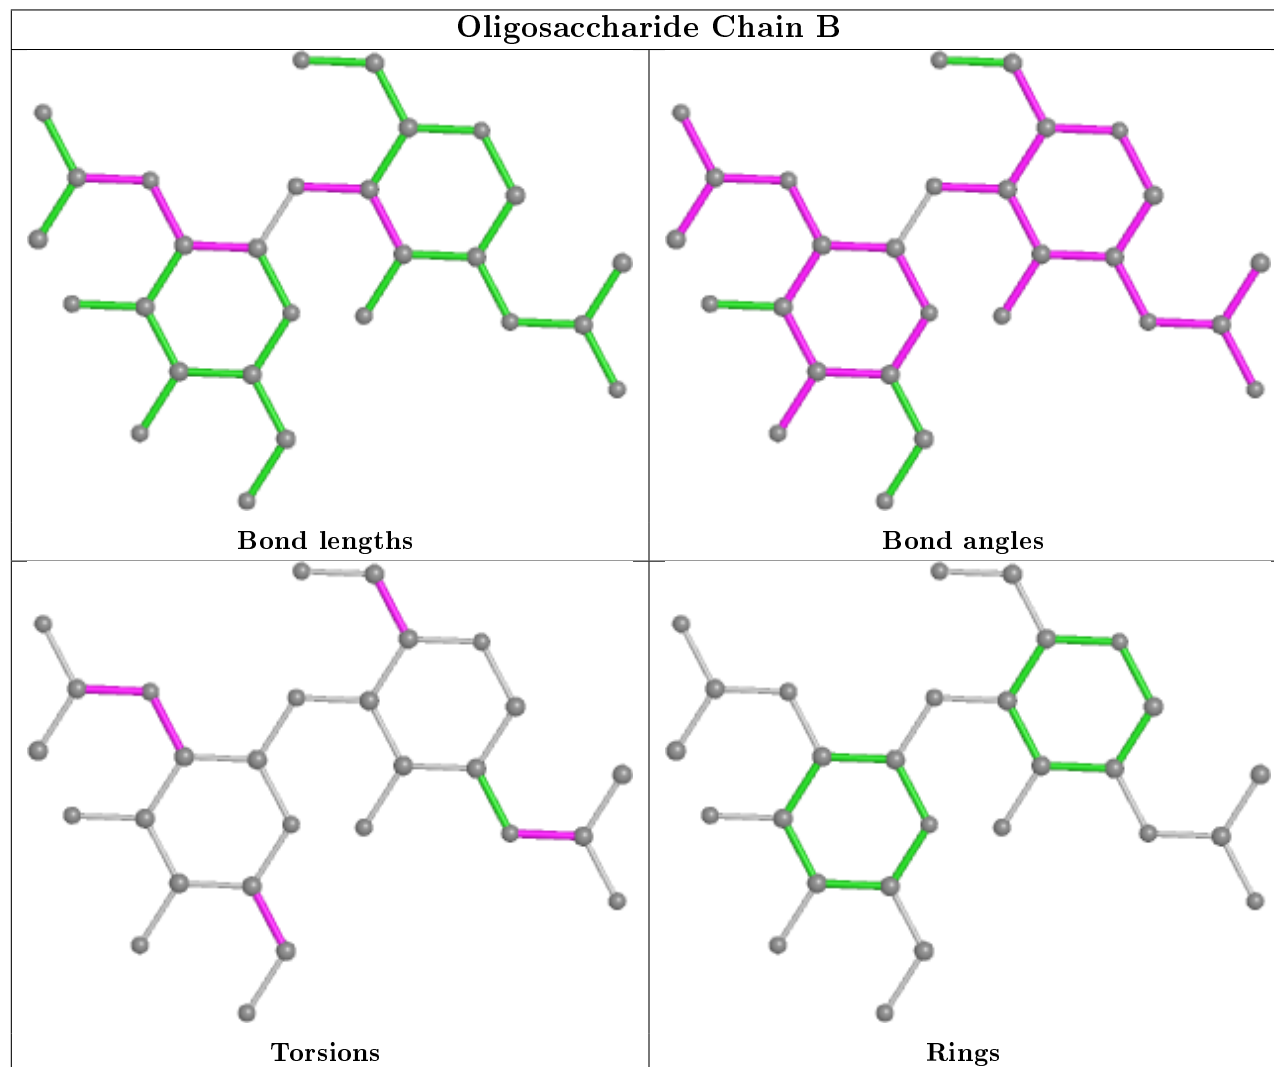 Oligosaccharide Chain B
Bond lengths
Bond angles
Torsions
Rings